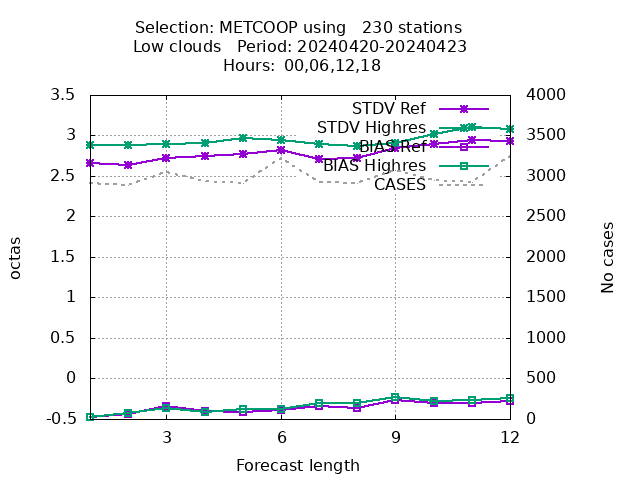 Selection: METCOOP using   230 stations
Low clouds   Period: 20240420-20240423
Hours:  00,06,12,18
3.5
3
2.5
2
1.5
1
0.5
0
-0.5
octas
4000
3500
3000
2500
2000
1500
1000
500
0
No cases
STDV Ref
STDV Highres
BIAS Ref
BIAS Highres
CASES
3 6 9 12
Forecast length